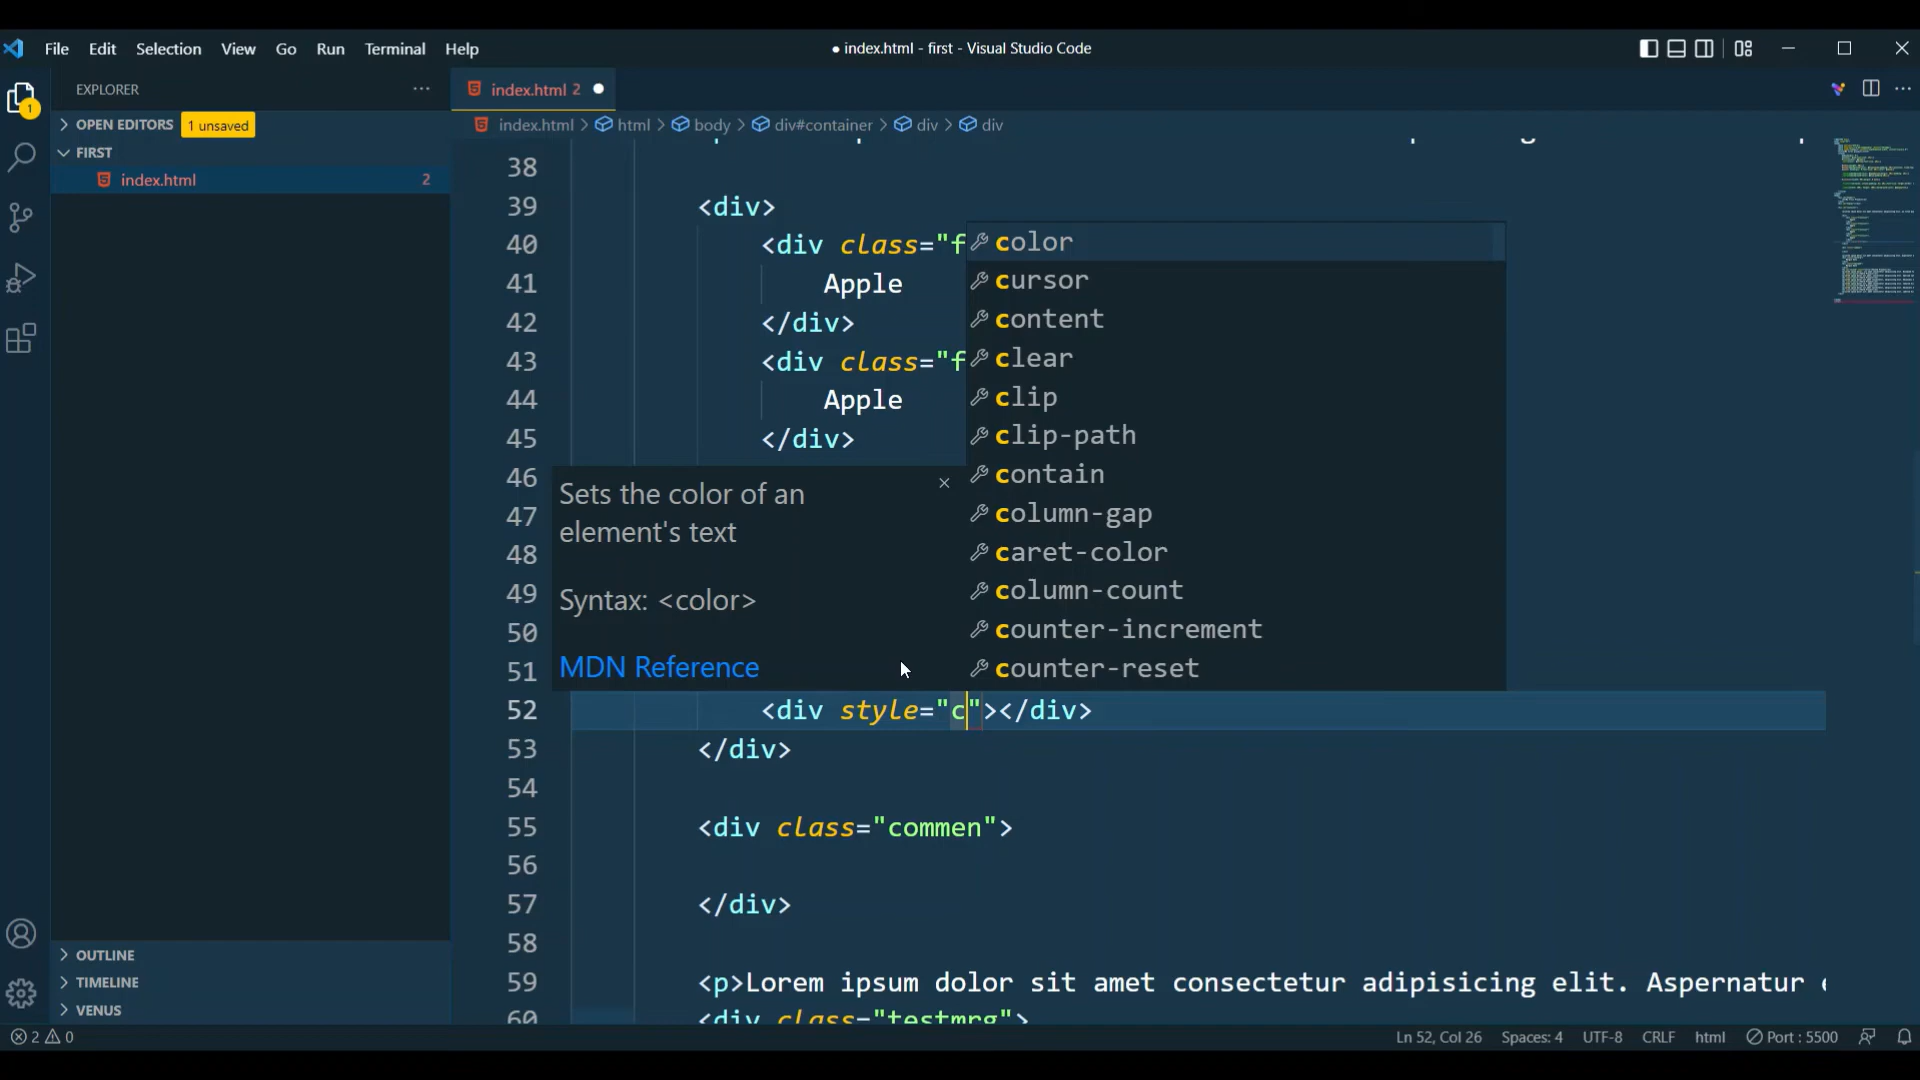 File Edit Selection View Go Run Terminal Help
● index.html - first - Visual Studio Code
EXPLORER
OPEN EDITORS 1 unsaved
FIRST
index.html 2
OUTLINE
TIMELINE
VENUS
1
index.html 2
index.html > html > body > div#container > div > div
38
39 <div>
40 <div class="f
41 Apple
42 </div>
43 <div class="f
44 Apple
45 </div>
46
47
48
49
50
51
52 <div style="c"></div>
53 </div>
54
55 <div class="commen">
56
57 </div>
58
59 <p>Lorem ipsum dolor sit amet consectetur adipisicing elit. Aspernatur
60 <div class="testmrg">
color
cursor
content
clear
clip
clip-path
contain
column-gap
caret-color
column-count
counter-increment
counter-reset
Sets the color of an
element's text
Syntax: <color>
MDN Reference
2 0
Ln 52, Col 26 Spaces: 4 UTF-8 CRLF html Port : 5500